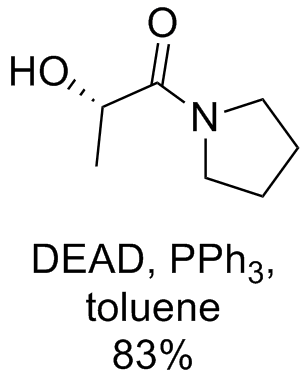 O
HO
N
DEAD, PPh₃,
toluene
83%